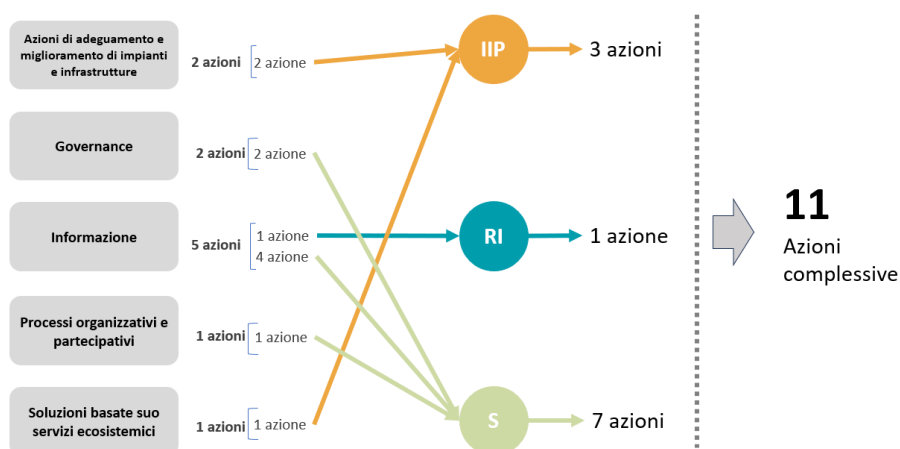 Azioni di adeguamento e
miglioramento di impianti
e infrastrutture
2 azioni
2 azione
IIP
3 azioni
Governance
2 azioni
2 azione
Informazione
5 azioni
1 azione
4 azione
RI
1 azione
Processi organizzativi e
partecipativi
1 azioni
1 azione
Soluzioni basate suo
servizi ecosistemici
1 azioni
1 azione
S
7 azioni
11
Azioni
complessive